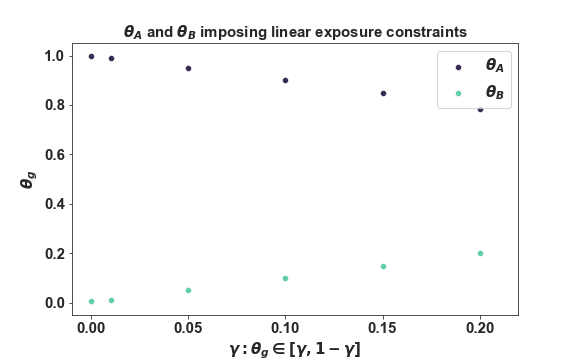 θA and θB imposing linear exposure constraints
θA
θB
1.0
0.8
0.6
0.4
0.2
0.0
θg
0.00 0.05 0.10 0.15 0.20
γ : θg ∈ [γ, 1 − γ]